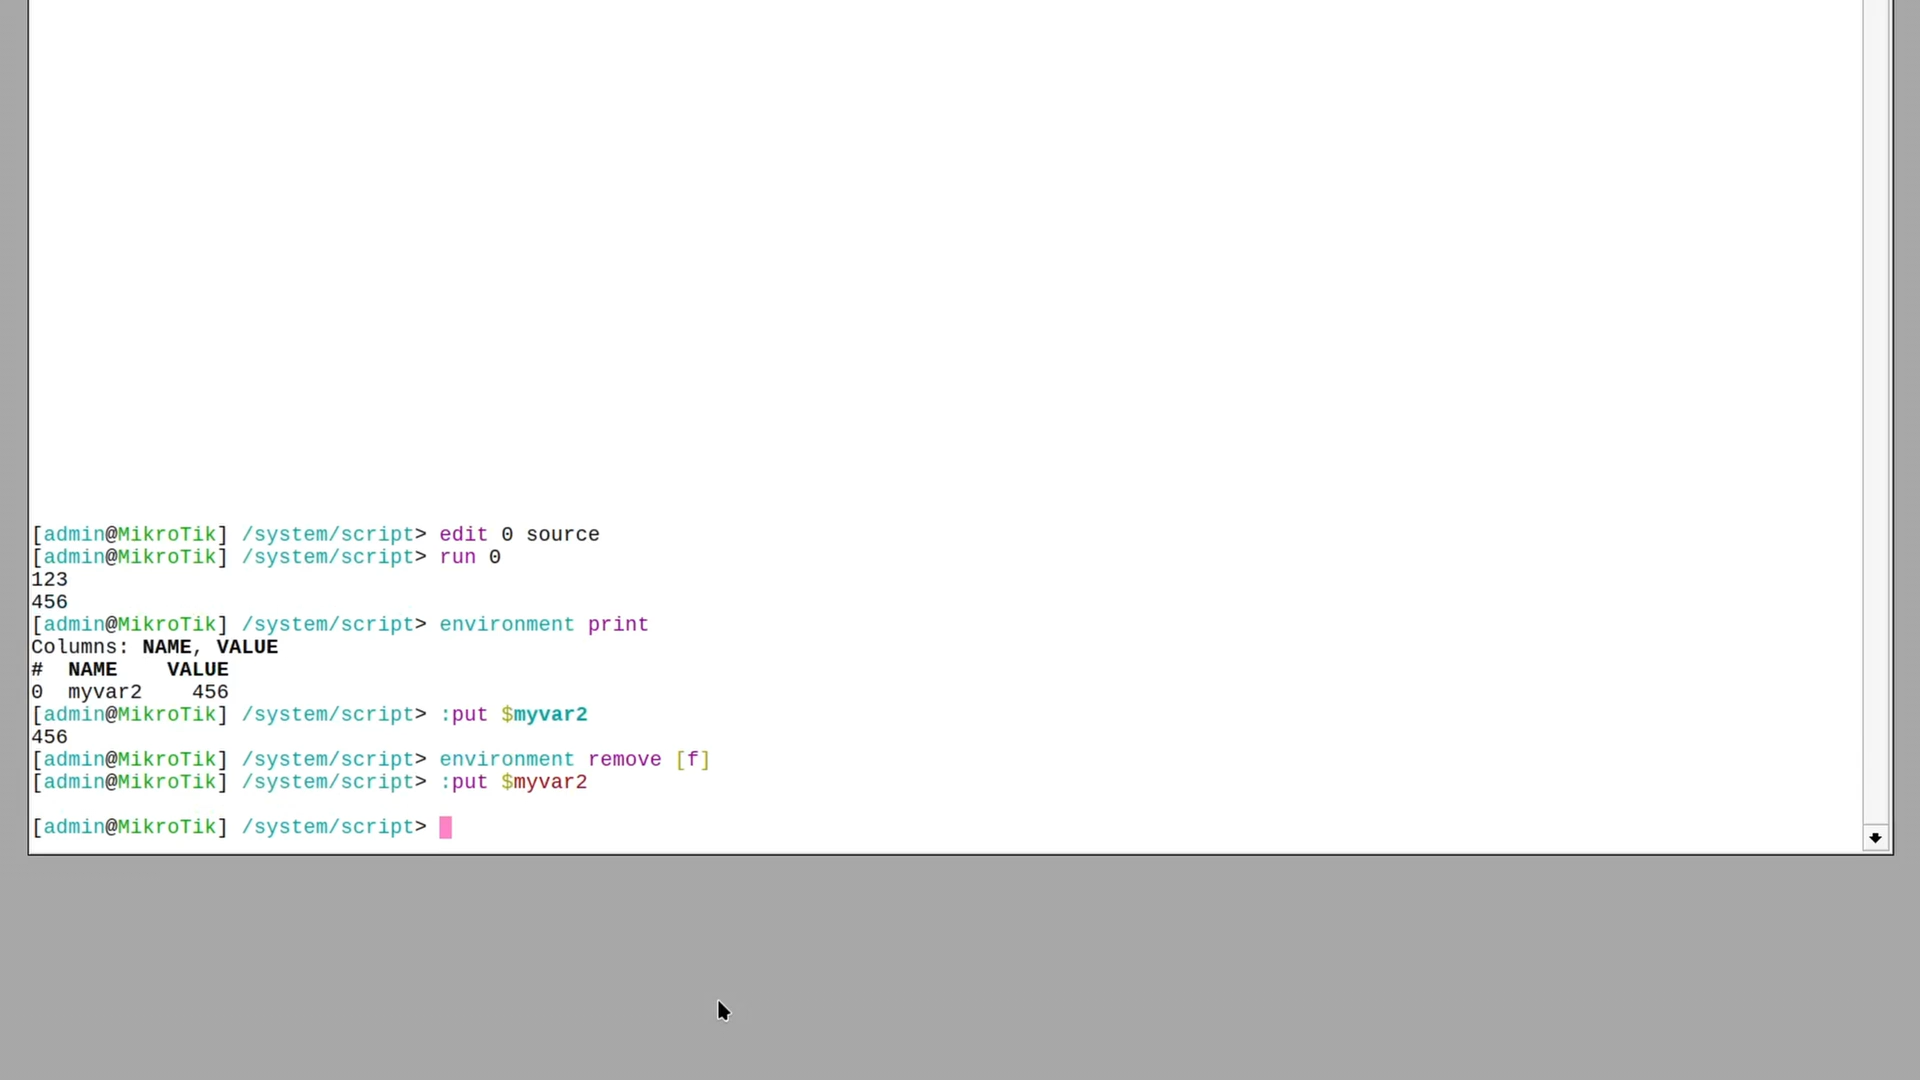 [admin@MikroTik] /system/script> edit 0 source
[admin@MikroTik] /system/script> run 0
123
456
[admin@MikroTik] /system/script> environment print
Columns: NAME, VALUE
#  NAME    VALUE
0  myvar2    456
[admin@MikroTik] /system/script> :put $myvar2
456
[admin@MikroTik] /system/script> environment remove [f]
[admin@MikroTik] /system/script> :put $myvar2
[admin@MikroTik] /system/script>